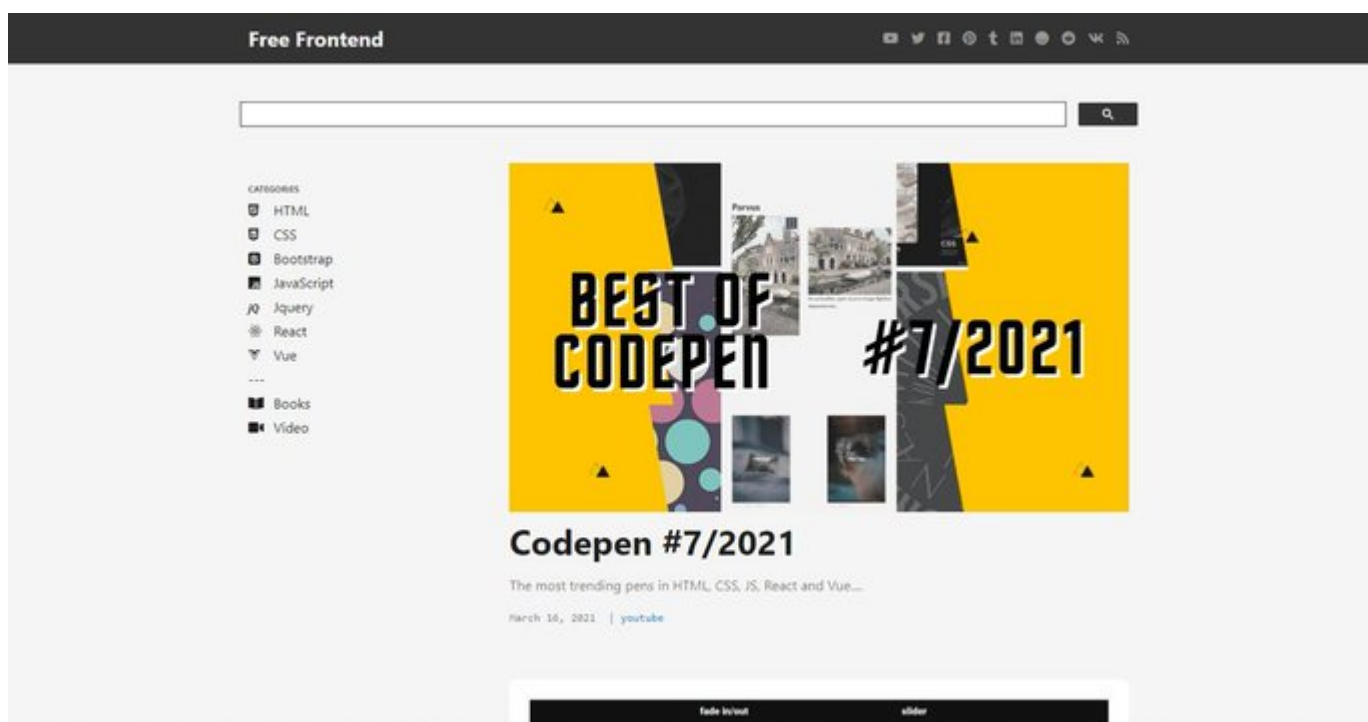 Free Frontend
CATEGORIES
HTML
CSS
Bootstrap
JavaScript
Jquery
React
Vue
---
Books
Video
Parvus
CSS
BEST OF
CODEPEN
#7/2021
Codepen #7/2021
The most trending pens in HTML, CSS, JS, React and Vue....
March 16, 2021 | youtube
fade in/out slider